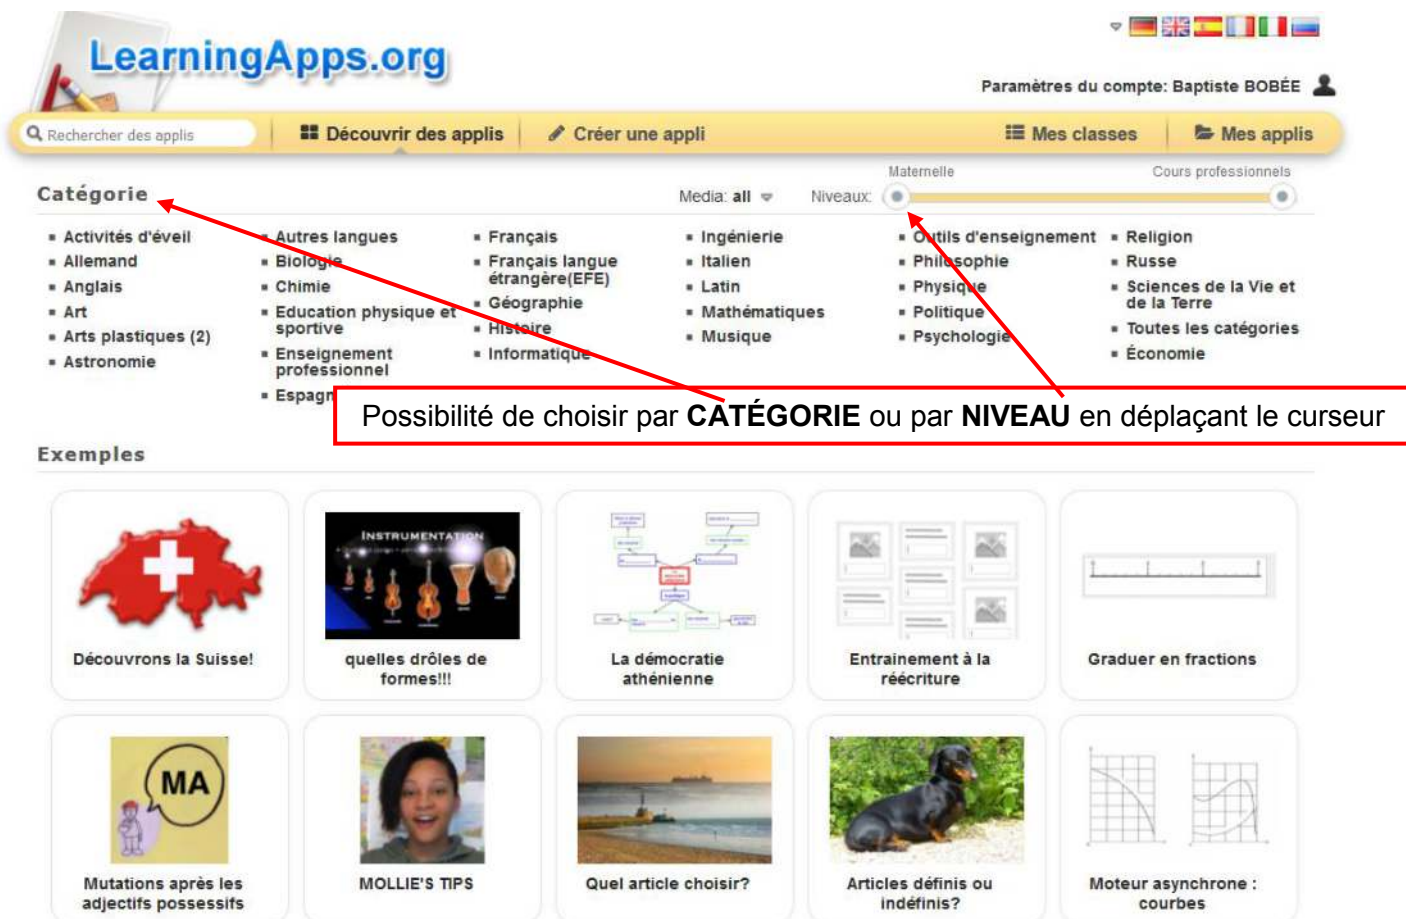 LearningApps.org
Paramètres du compte: Baptiste BOBÉE
Rechercher des applis
Découvrir des applis
Créer une appli
Mes classes
Mes applis
Catégorie
Media: all
Niveaux:
Maternelle
Cours professionnels
Activités d'éveil
Allemand
Anglais
Art
Arts plastiques (2)
Astronomie
Autres langues
Biologie
Chimie
Education physique et
sportive
Enseignement
professionnel
Espagn
Français
Français langue
étrangère(EFE)
Géographie
Histoire
Informatique
Ingénierie
Italien
Latin
Mathématiques
Musique
Outils d'enseignement
Philosophie
Physique
Politique
Psychologie
Religion
Russe
Sciences de la Vie et
de la Terre
Toutes les catégories
Économie
Possibilité de choisir par CATÉGORIE ou par NIVEAU en déplaçant le curseur
Exemples
Découvrons la Suisse!
INSTRUMENTATION
quelles drôles de
formes!!!
La démocratie
athénienne
Entrainement à la
réécriture
Graduer en fractions
MA
Mutations après les
adjectifs possessifs
MOLLIE'S TIPS
Quel article choisir?
Articles définis ou
indéfinis?
Moteur asynchrone :
courbes